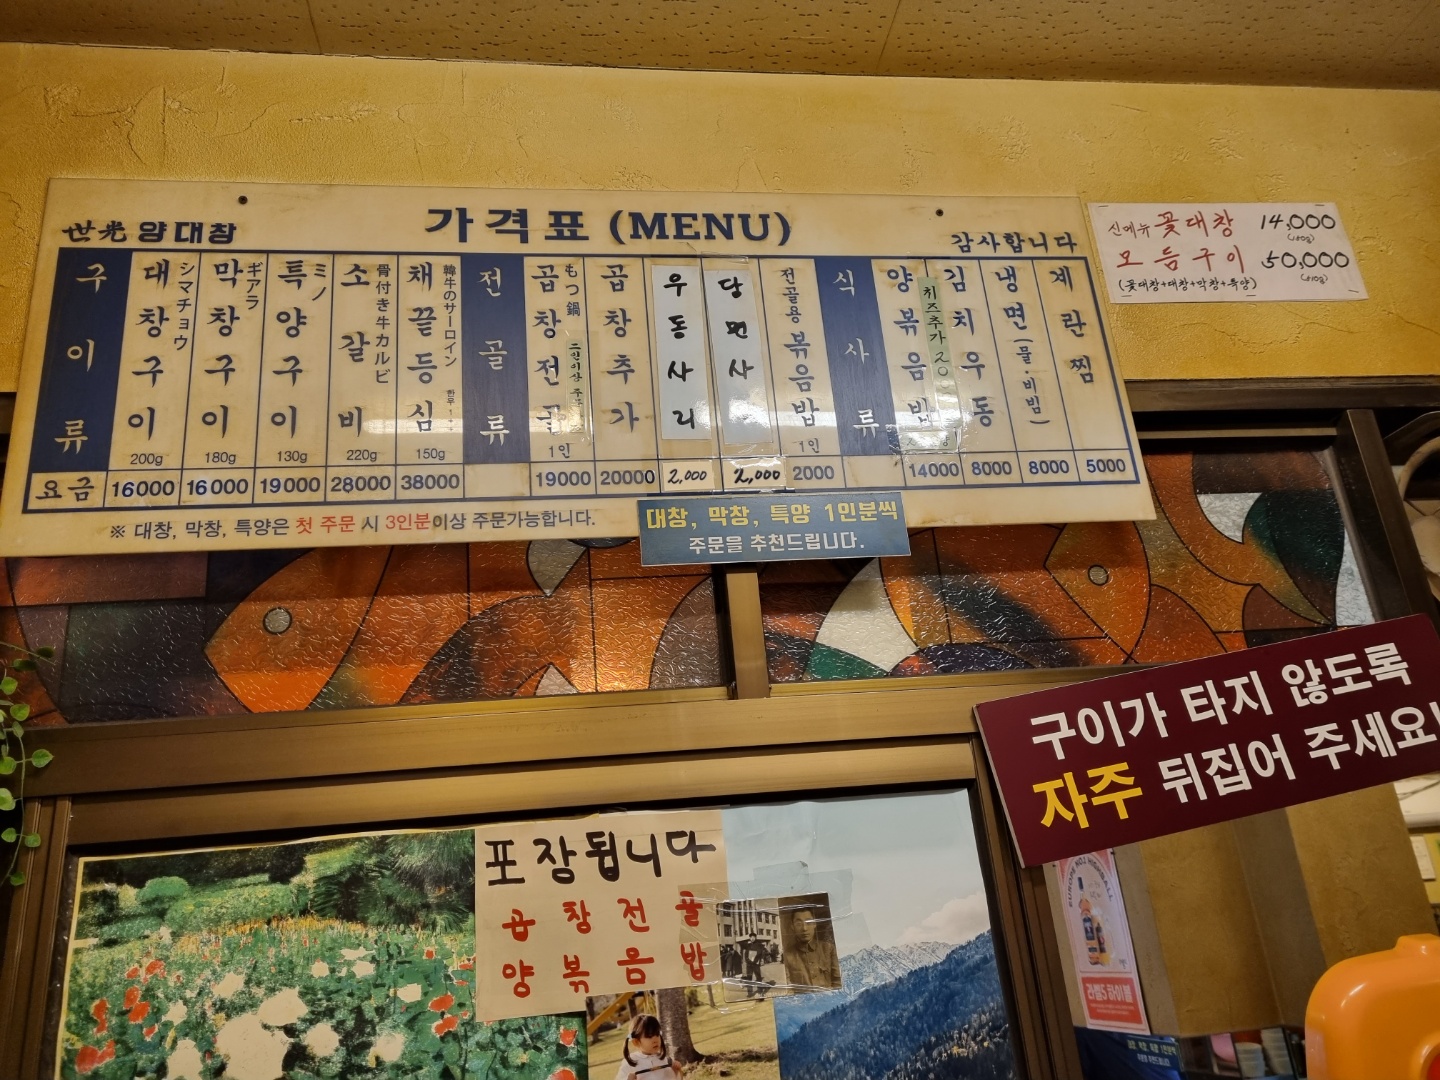 世光 양대창
가격표 (MENU)
감사합니다
구이류
대창구이 シマチョウ 200g
막창구이 ギアラ 180g
특양구이 ミノ 130g
소갈비 骨付き牛カルビ 220g
채끝등심 韓牛のサーロイン 150g
전골류
곱창전골 もつ鍋 1인
곱창추가
우동사리
당면사리
전골용 볶음밥 1인
식사류
양볶음밥
치즈추가
김치우동
냉면(물·비빔)
계란찜
요금 16000 16000 19000 28000 38000 19000 20000 2,000 2,000 2000 14000 8000 8000 5000
※ 대창, 막창, 특양은 첫 주문 시 3인분이상 주문가능합니다.
대창, 막창, 특양 1인분씩
주문을 추천드립니다.
신메뉴 꽃대창 14,000
모듬구이 50,000
(꽃대창+대창+막창+특양)
구이가 타지 않도록
자주 뒤집어 주세요!
포장됩니다
곱창전골
양볶음밥